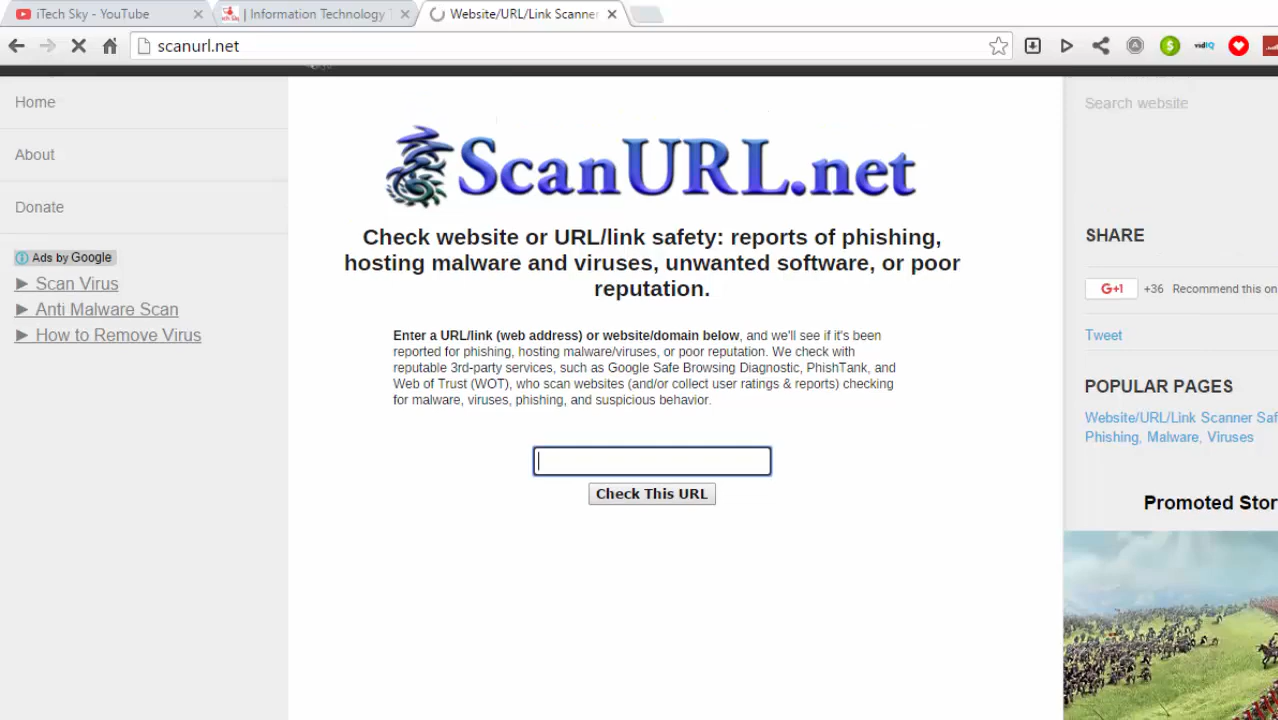 iTech Sky - YouTube
| Information Technology
Website/URL/Link Scanner
scanurl.net
vidIQ
Home
About
Donate
Ads by Google
► Scan Virus
► Anti Malware Scan
► How to Remove Virus
ScanURL.net
Check website or URL/link safety: reports of phishing,
hosting malware and viruses, unwanted software, or poor
reputation.
Enter a URL/link (web address) or website/domain below, and we'll see if it's been
reported for phishing, hosting malware/viruses, or poor reputation. We check with
reputable 3rd-party services, such as Google Safe Browsing Diagnostic, PhishTank, and
Web of Trust (WOT), who scan websites (and/or collect user ratings & reports) checking
for malware, viruses, phishing, and suspicious behavior.
Check This URL
Search website
SHARE
G+1 +36 Recommend this on
Tweet
POPULAR PAGES
Website/URL/Link Scanner Saf
Phishing, Malware, Viruses
Promoted Stor